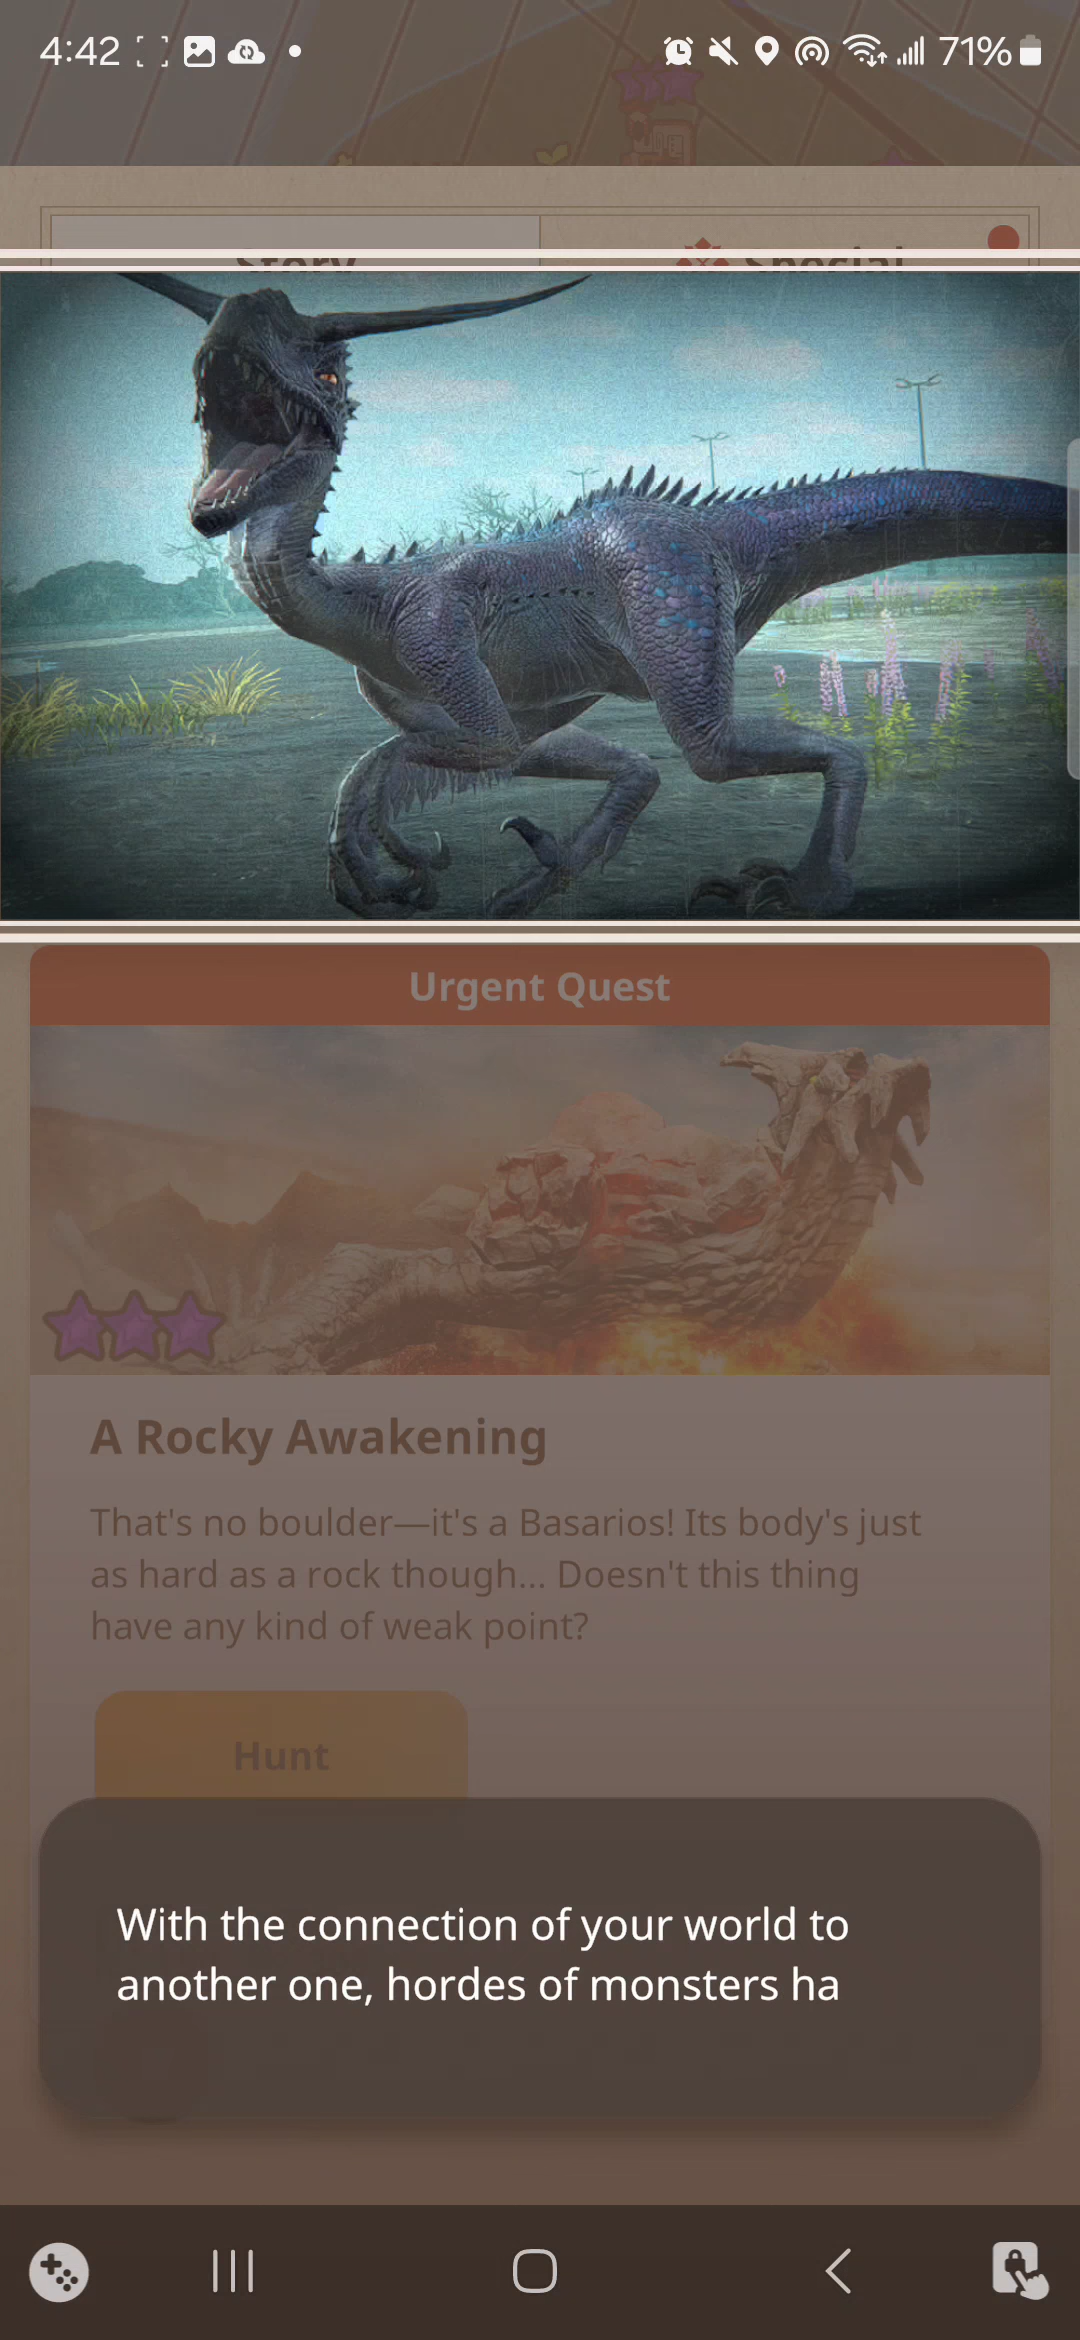 4:42 71%
Story Special
Urgent Quest
A Rocky Awakening
That's no boulder—it's a Basarios! Its body's just
as hard as a rock though... Doesn't this thing
have any kind of weak point?
Hunt
With the connection of your world to
another one, hordes of monsters ha